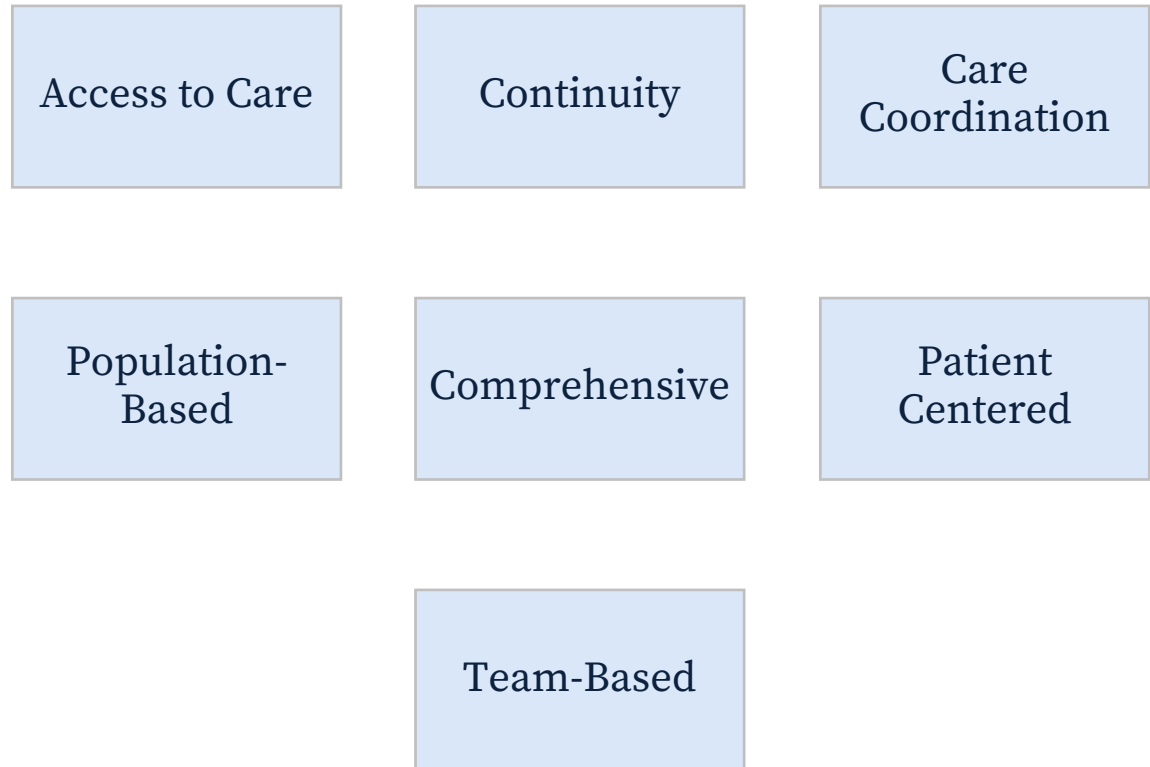 Access to Care
Continuity
Care
Coordination
Population-
Based
Comprehensive
Patient
Centered
Team-Based